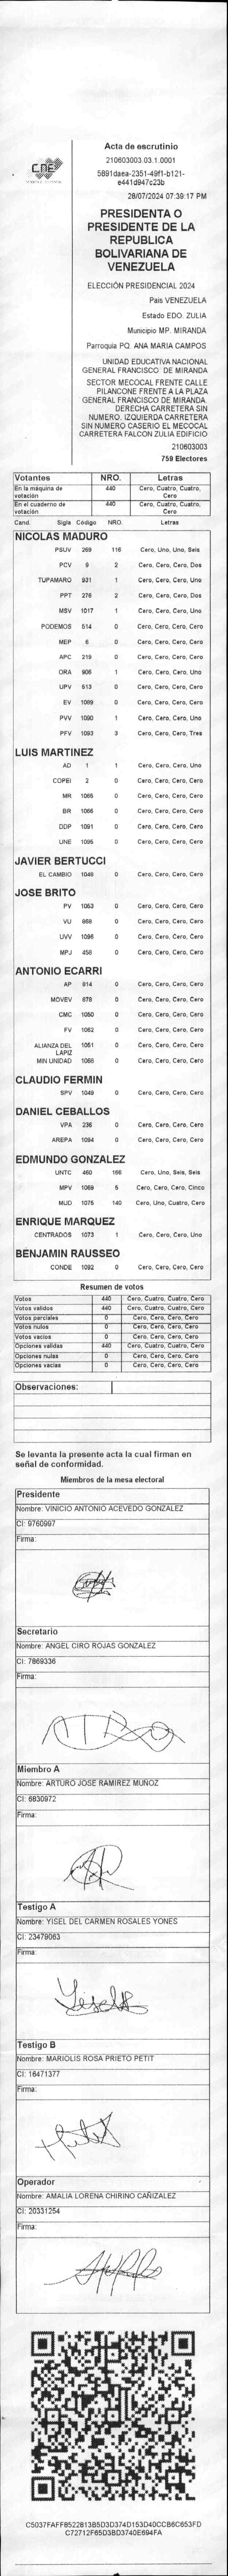 CNE
Acta de escrutinio
210603003.03.1.0001
5891daea-2351-49f1-b121-
e441d947c23b
28/07/2024 07:39:17 PM
PRESIDENTA O
PRESIDENTE DE LA
REPUBLICA
BOLIVARIANA DE
VENEZUELA
ELECCIÓN PRESIDENCIAL 2024
Pais VENEZUELA
Estado EDO. ZULIA
Municipio MP. MIRANDA
Parroquia PQ. ANA MARIA CAMPOS
UNIDAD EDUCATIVA NACIONAL
GENERAL FRANCISCO DE MIRANDA
SECTOR MECOCAL FRENTE CALLE
PILANCONE FRENTE A LA PLAZA
GENERAL FRANCISCO DE MIRANDA.
DERECHA CARRETERA SIN
NUMERO. IZQUIERDA CARRETERA
SIN NUMERO CASERIO EL MECOCAL
CARRETERA FALCON ZULIA EDIFICIO
210603003
759 Electores
Votantes NRO. Letras
En la máquina de votación 440 Cero, Cuatro, Cuatro, Cero
En el cuaderno de votación 440 Cero, Cuatro, Cuatro, Cero
Cand. Sigla Codigo NRO. Letras
NICOLAS MADURO
PSUV 269 116 Cero, Uno, Uno, Seis
PCV 9 2 Cero, Cero, Cero, Dos
TUPAMARO 931 1 Cero, Cero, Cero, Uno
PPT 276 2 Cero, Cero, Cero, Dos
MSV 1017 1 Cero, Cero, Cero, Uno
PODEMOS 514 0 Cero, Cero, Cero, Cero
MEP 6 0 Cero, Cero, Cero, Cero
APC 219 0 Cero, Cero, Cero, Cero
ORA 906 1 Cero, Cero, Cero, Uno
UPV 613 0 Cero, Cero, Cero, Cero
EV 1089 0 Cero, Cero, Cero, Cero
PVV 1090 1 Cero, Cero, Cero, Uno
PFV 1093 3 Cero, Cero, Cero, Tres
LUIS MARTINEZ
AD 1 1 Cero, Cero, Cero, Uno
COPEI 2 0 Cero, Cero, Cero, Cero
MR 1065 0 Cero, Cero, Cero, Cero
BR 1066 0 Cero, Cero, Cero, Cero
DDP 1091 0 Cero, Cero, Cero, Cero
UNE 1095 0 Cero, Cero, Cero, Cero
JAVIER BERTUCCI
EL CAMBIO 1048 0 Cero, Cero, Cero, Cero
JOSE BRITO
PV 1053 0 Cero, Cero, Cero, Cero
VU 868 0 Cero, Cero, Cero, Cero
UVV 1096 0 Cero, Cero, Cero, Cero
MPJ 458 0 Cero, Cero, Cero, Cero
ANTONIO ECARRI
AP 814 0 Cero, Cero, Cero, Cero
MOVEV 878 0 Cero, Cero, Cero, Cero
CMC 1050 0 Cero, Cero, Cero, Cero
FV 1052 0 Cero, Cero, Cero, Cero
ALIANZA DEL LAPIZ 1051 0 Cero, Cero, Cero, Cero
MIN UNIDAD 1068 0 Cero, Cero, Cero, Cero
CLAUDIO FERMIN
SPV 1049 0 Cero, Cero, Cero, Cero
DANIEL CEBALLOS
VPA 236 0 Cero, Cero, Cero, Cero
AREPA 1094 0 Cero, Cero, Cero, Cero
EDMUNDO GONZALEZ
UNTC 460 166 Cero, Uno, Seis, Seis
MPV 1069 5 Cero, Cero, Cero, Cinco
MUD 1075 140 Cero, Uno, Cuatro, Cero
ENRIQUE MARQUEZ
CENTRADOS 1073 1 Cero, Cero, Cero, Uno
BENJAMIN RAUSSEO
CONDE 1092 0 Cero, Cero, Cero, Cero
Resumen de votos
Votos 440 Cero, Cuatro, Cuatro, Cero
Votos validos 440 Cero, Cuatro, Cuatro, Cero
Votos parciales 0 Cero, Cero, Cero, Cero
Votos nulos 0 Cero, Cero, Cero, Cero
Votos vacios 0 Cero, Cero, Cero, Cero
Opciones validas 440 Cero, Cuatro, Cuatro, Cero
Opciones nulas 0 Cero, Cero, Cero, Cero
Opciones vacias 0 Cero, Cero, Cero, Cero
Observaciones:
Se levanta la presente acta la cual firman en
señal de conformidad.
Miembros de la mesa electoral
Presidente
Nombre: VINICIO ANTONIO ACEVEDO GONZALEZ
CI: 9760997
Firma:
Secretario
Nombre: ANGEL CIRO ROJAS GONZALEZ
CI: 7869336
Firma:
Miembro A
Nombre: ARTURO JOSE RAMIREZ MUÑOZ
CI: 6830972
Firma:
Testigo A
Nombre: YISEL DEL CARMEN ROSALES YONES
CI: 23479063
Firma:
Testigo B
Nombre: MARIOLIS ROSA PRIETO PETIT
CI: 16471377
Firma:
Operador
Nombre: AMALIA LORENA CHIRINO CAÑIZALEZ
CI: 20331254
Firma:
C5037FAFF8522813B5D3D374D153D40CCB6C653FD
C72712F65D3BD3740E694FA